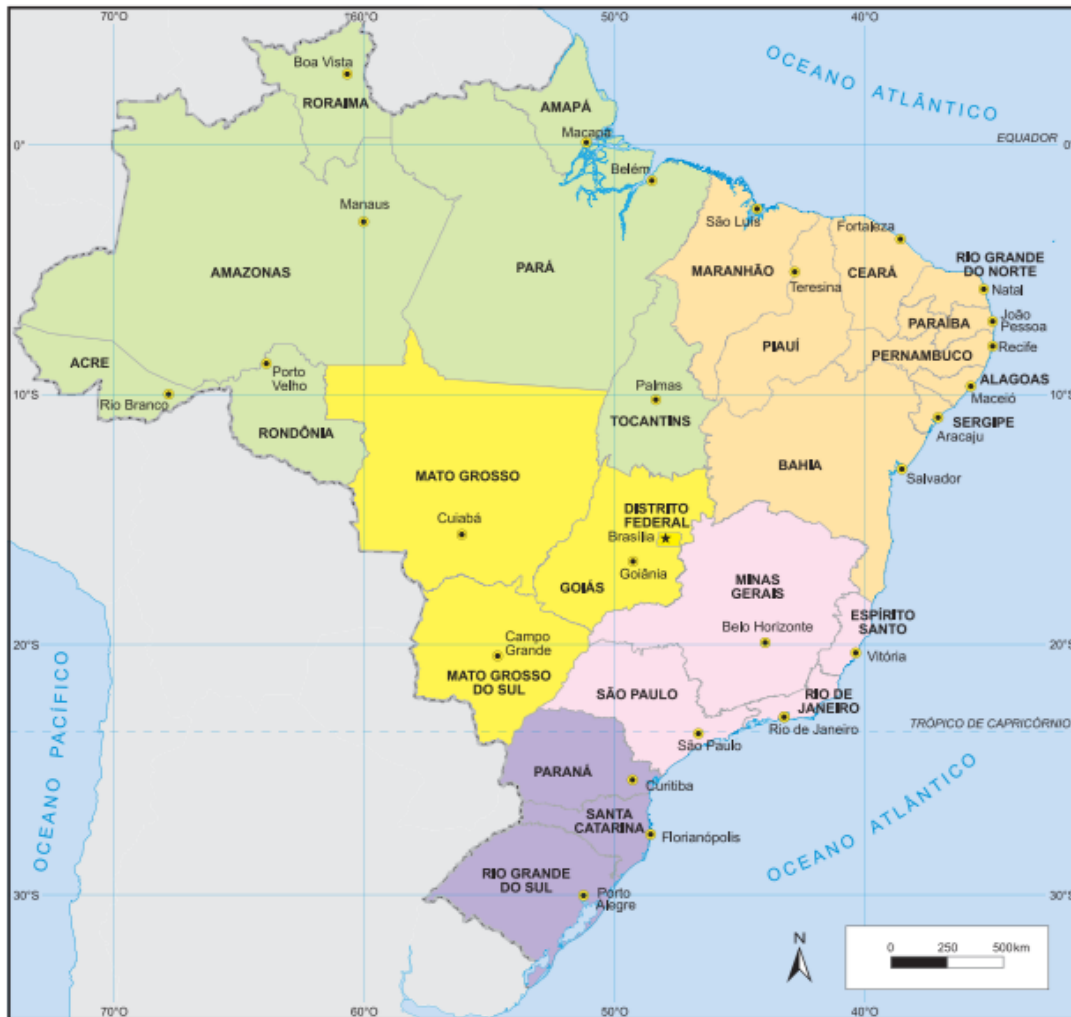 70°O
60°O
50°O
40°O
OCEANO ATLÂNTICO
Boa Vista
RORAIMA
AMAPÁ
Macapá
EQUADOR
0°
0°
Belém
Manaus
São Luís
Fortaleza
AMAZONAS
PARÁ
MARANHÃO
Teresina
CEARÁ
RIO GRANDE
DO NORTE
Natal
João
Pessoa
PARAÍBA
PIAUÍ
PERNAMBUCO
Recife
ACRE
Porto
Velho
Rio Branco
Palmas
TOCANTINS
ALAGOAS
Maceió
10°S
10°S
RONDÔNIA
SERGIPE
Aracaju
BAHIA
Salvador
MATO GROSSO
Cuiabá
DISTRITO
FEDERAL
Brasília
GOIÁS
Goiânia
MINAS
GERAIS
Belo Horizonte
ESPÍRITO
SANTO
Vitória
20°S
20°S
Campo
Grande
MATO GROSSO
DO SUL
SÃO PAULO
RIO DE
JANEIRO
Rio de Janeiro
São Paulo
TRÓPICO DE CAPRICÓRNIO
OCEANO PACÍFICO
PARANÁ
Curitiba
SANTA
CATARINA
Florianópolis
OCEANO ATLÂNTICO
RIO GRANDE
DO SUL
Porto
Alegre
30°S
30°S
N
0 250 500km
70°O
60°O
50°O
40°O